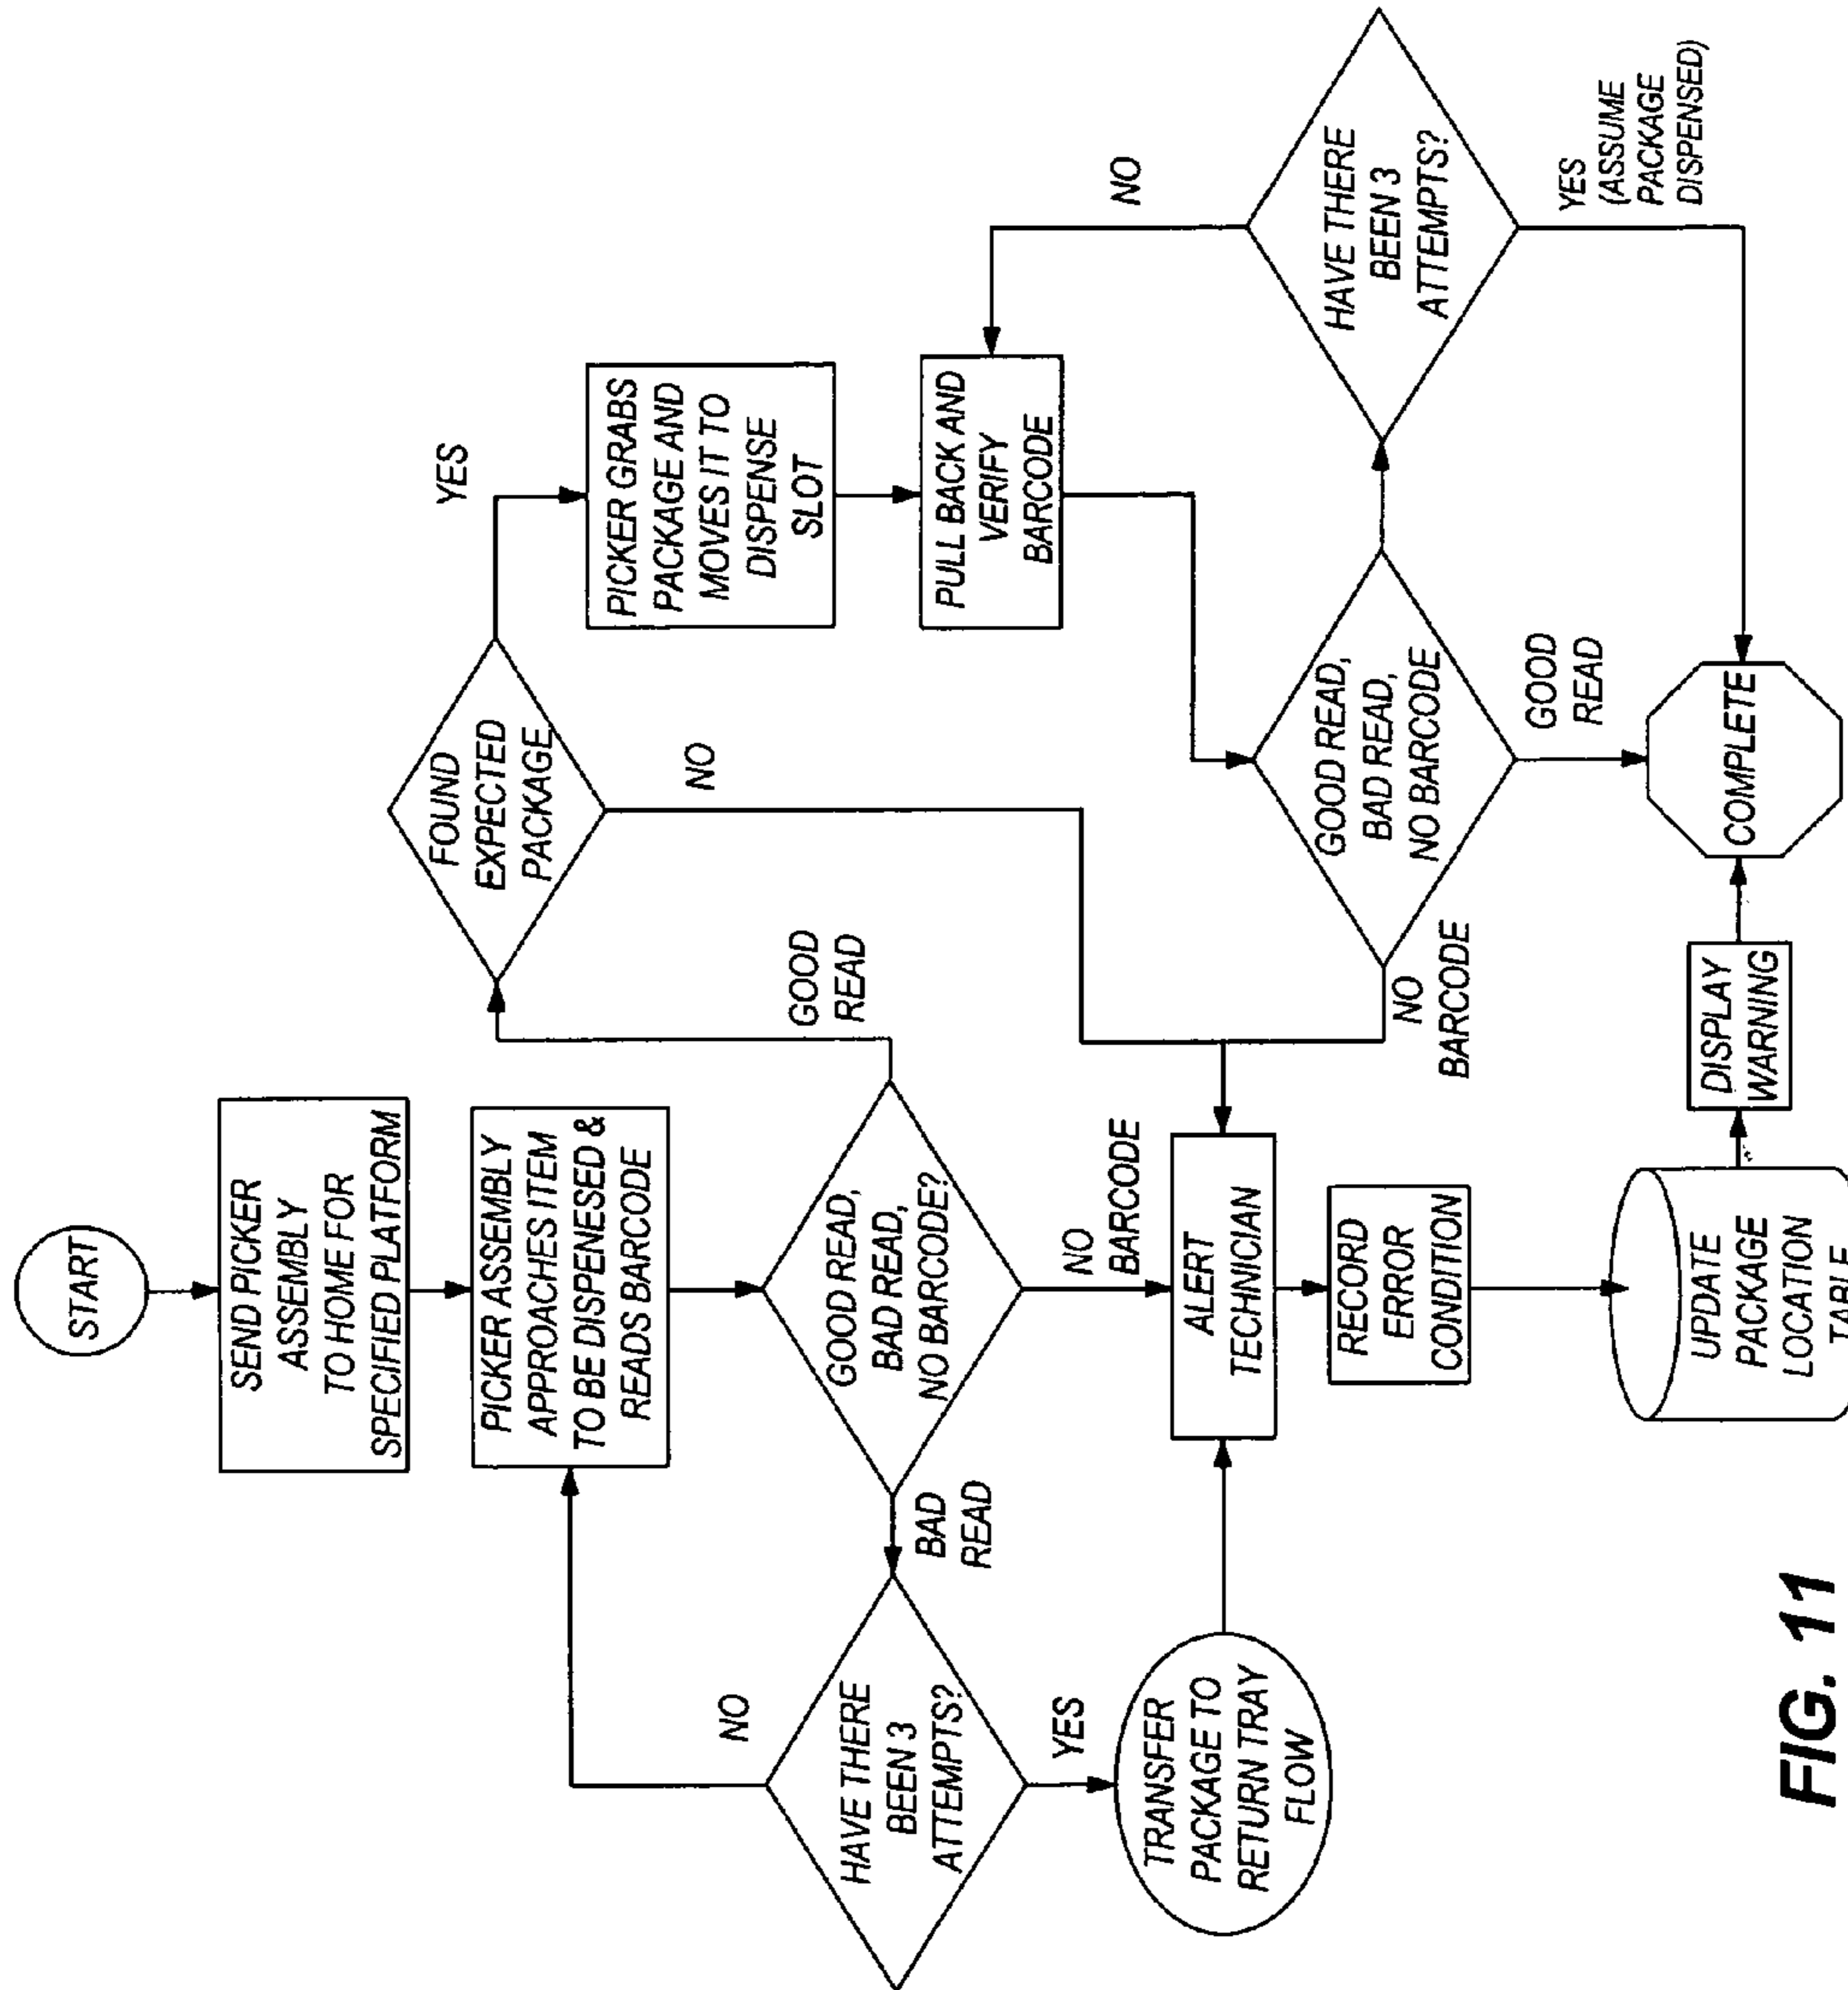 START
SEND PICKER
ASSEMBLY
TO HOME FOR
SPECIFIED PLATFORM
PICKER ASSEMBLY
APPROACHES ITEM
TO BE DISPENESED &
READS BARCODE
GOOD READ,
BAD READ,
NO BARCODE?
GOOD
READ
BAD
READ
NO
BARCODE
HAVE THERE
BEEN 3
ATTEMPTS?
NO
YES
TRANSFER
PACKAGE TO
RETURN TRAY
FLOW
ALERT
TECHNICIAN
RECORD
ERROR
CONDITION
UPDATE
PACKAGE
LOCATION
TABLE
DISPLAY
WARNING
COMPLETE
FOUND
EXPECTED
PACKAGE
YES
NO
PICKER GRABS
PACKAGE AND
MOVES IT TO
DISPENSE
SLOT
PULL BACK AND
VERIFY
BARCODE
GOOD READ,
BAD READ,
NO BARCODE
NO
BARCODE
GOOD
READ
HAVE THERE
BEEN 3
ATTEMPTS?
NO
YES
(ASSUME
PACKAGE
DISPENSED)
FIG. 11